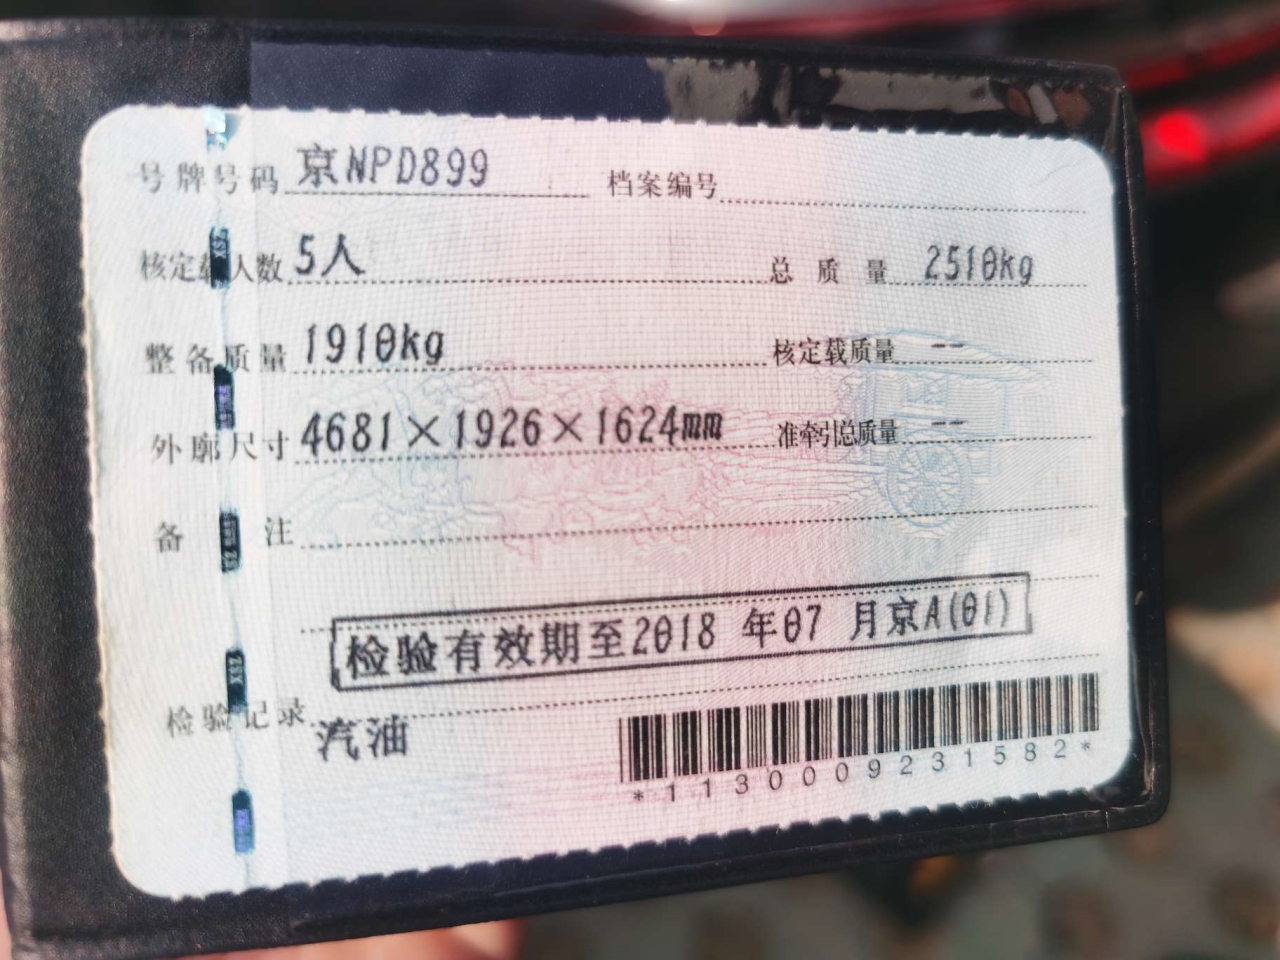 号牌号码 京NPD899 档案编号
核定载人数 5人 总质量 2510kg
整备质量 1910kg 核定载质量 --
外廓尺寸 4681×1926×1624mm 准牵引总质量 --
备注
检验有效期至2018 年07 月京A(01)
检验记录 汽油
*1130009231582*